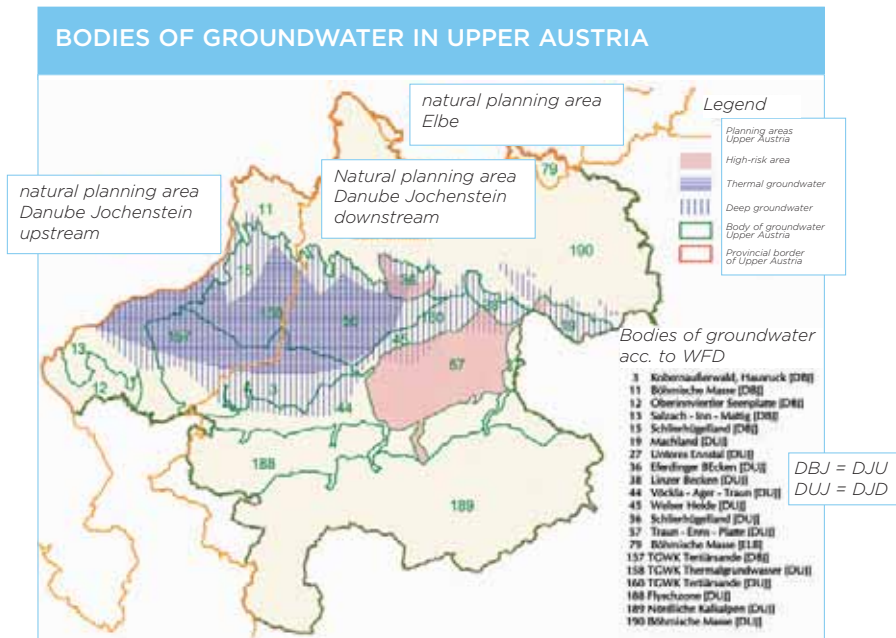 BODIES OF GROUNDWATER IN UPPER AUSTRIA
natural planning area
Elbe
Legend
Planning areas
Upper Austria
High-risk area
Thermal groundwater
Deep groundwater
Body of groundwater
Upper Austria
Provincial border
of Upper Austria
natural planning area
Danube Jochenstein
upstream
Natural planning area
Danube Jochenstein
downstream
79
11
190
15
36
38
160
158
56
19
157
45
13
57
12
3
44
188
189
Bodies of groundwater
acc. to WFD
3 Kobernaußerwald, Hausruck [DBJ]
11 Böhmische Masse [DBJ]
12 Oberinnviertler Seenplatte [DBJ]
13 Salzach - Inn - Mattig [DBJ]
15 Schlierhügelland [DBJ]
19 Machland [DUJ]
27 Unteres Ennstal [DUJ]
36 Eferdinger BEcken [DUJ]
38 Linzer Becken [DUJ]
44 Vöckla - Ager - Traun [DUJ]
45 Welser Heide [DUJ]
56 Schlierhügelland [DUJ]
57 Traun - Enns - Platte [DUJ]
79 Böhmische Masse [ELB]
157 TGWK Tertiärsande [DBJ]
158 TGWK Thermalgrundwasser [DUJ]
160 TGWK Tertiärsande [DUJ]
188 Flyschzone [DUJ]
189 Nördliche Kalkalpen [DUJ]
190 Böhmische Masse [DUJ]
DBJ = DJU
DUJ = DJD